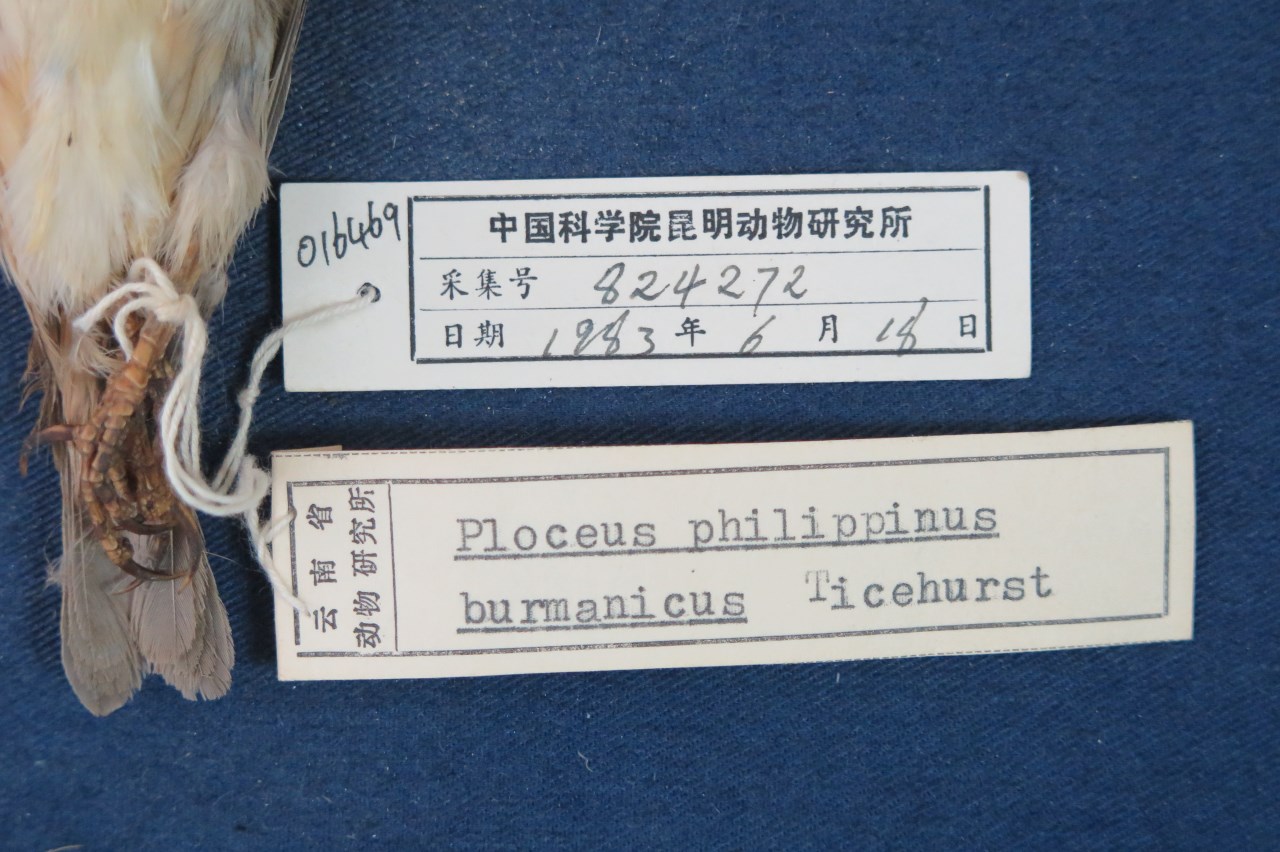 016469
中国科学院昆明动物研究所
采集号 824272
日期 1983 年 6 月 18 日
云南省
动物研究所
Ploceus philippinus
burmanicus Ticehurst